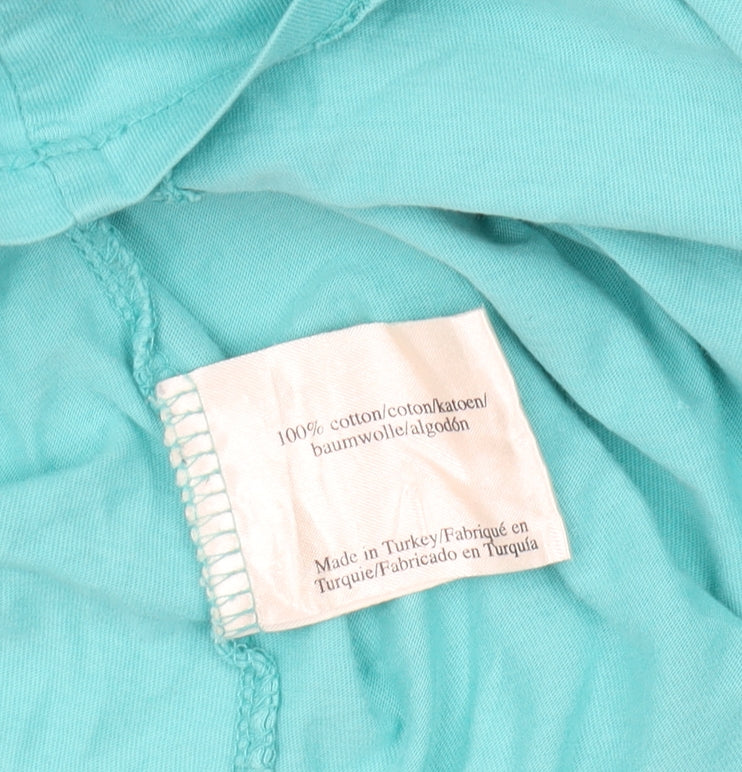 100% cotton/coton/katoen/
baumwolle/algodón
Made in Turkey/Fabriqué en
Turquie/Fabricado en Turquía